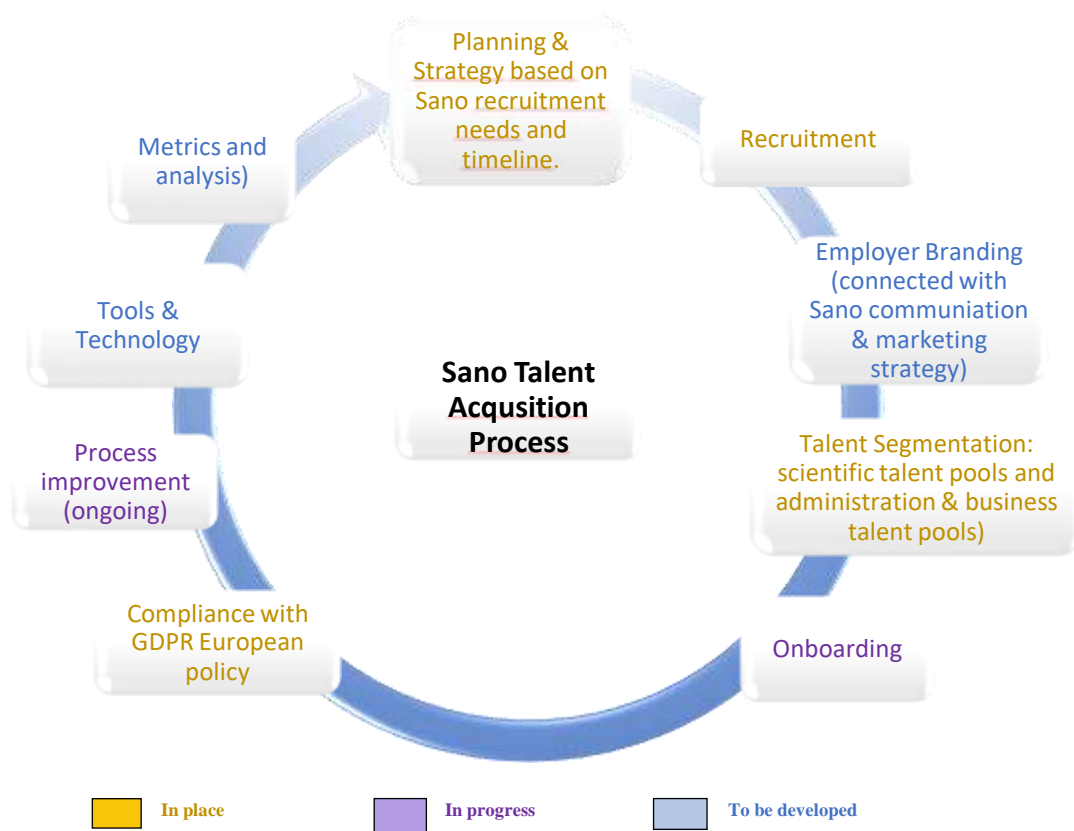 Planning &
Strategy based on
Sano recruitment
needs and
timeline.
Recruitment
Employer Branding
(connected with
Sano communiation
& marketing
strategy)
Talent Segmentation:
scientific talent pools and
administration & business
talent pools)
Onboarding
Compliance with
GDPR European
policy
Process
improvement
(ongoing)
Tools &
Technology
Metrics and
analysis)
Sano Talent
Acqusition
Process
In place
In progress
To be developed